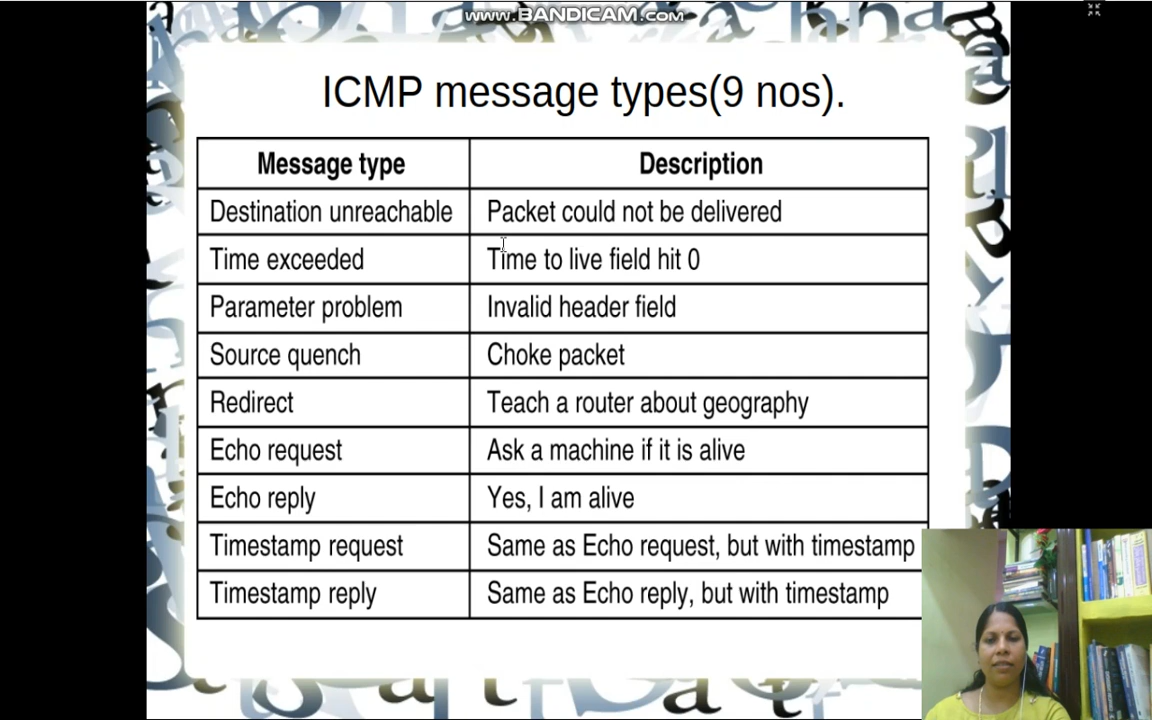 www.BANDICAM.com
ICMP message types(9 nos).
Message type Description
Destination unreachable Packet could not be delivered
Time exceeded Time to live field hit 0
Parameter problem Invalid header field
Source quench Choke packet
Redirect Teach a router about geography
Echo request Ask a machine if it is alive
Echo reply Yes, I am alive
Timestamp request Same as Echo request, but with timestamp
Timestamp reply Same as Echo reply, but with timestamp